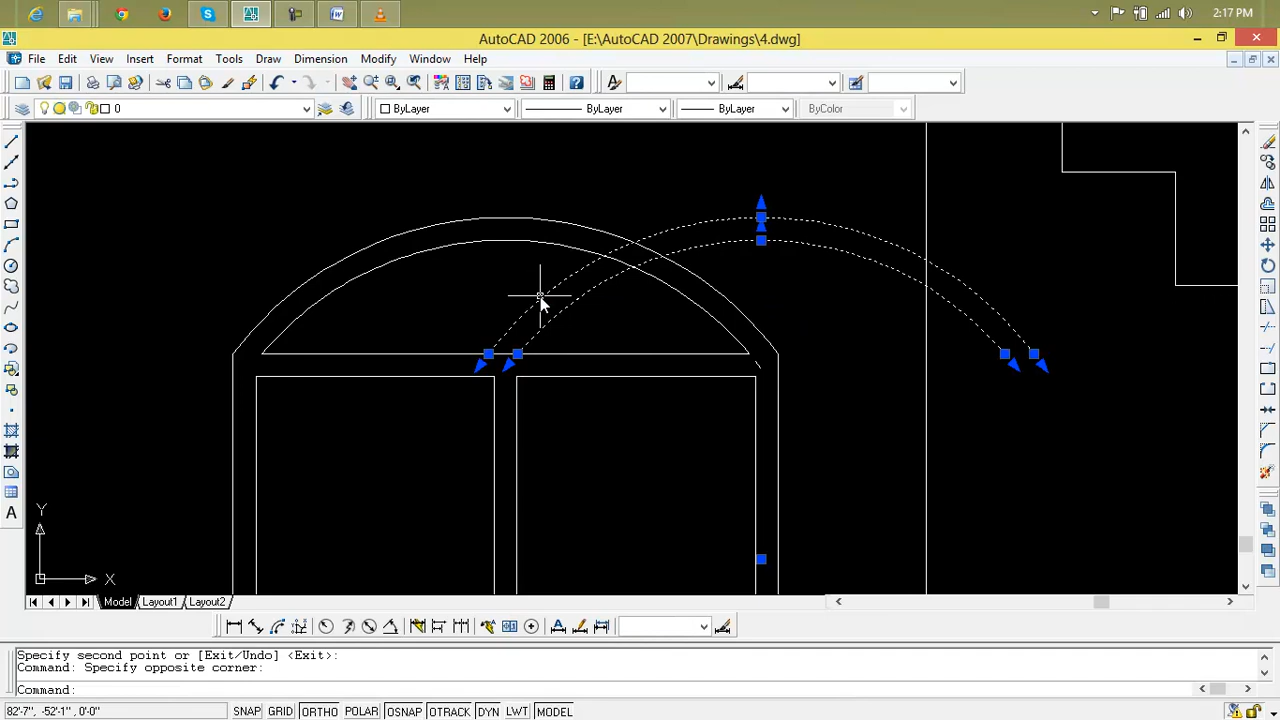 2:17 PM
AutoCAD 2006 - [E:\AutoCAD 2007\Drawings\4.dwg]
File Edit View Insert Format Tools Draw Dimension Modify Window Help
0 ByLayer ByLayer ByLayer ByColor
A
Y
X
Model Layout1 Layout2
Specify second point or [Exit/Undo] <Exit>:
Command: Specify opposite corner:
Command:
82'-7", -52'-1", 0'-0" SNAP GRID ORTHO POLAR OSNAP OTRACK DYN LWT MODEL